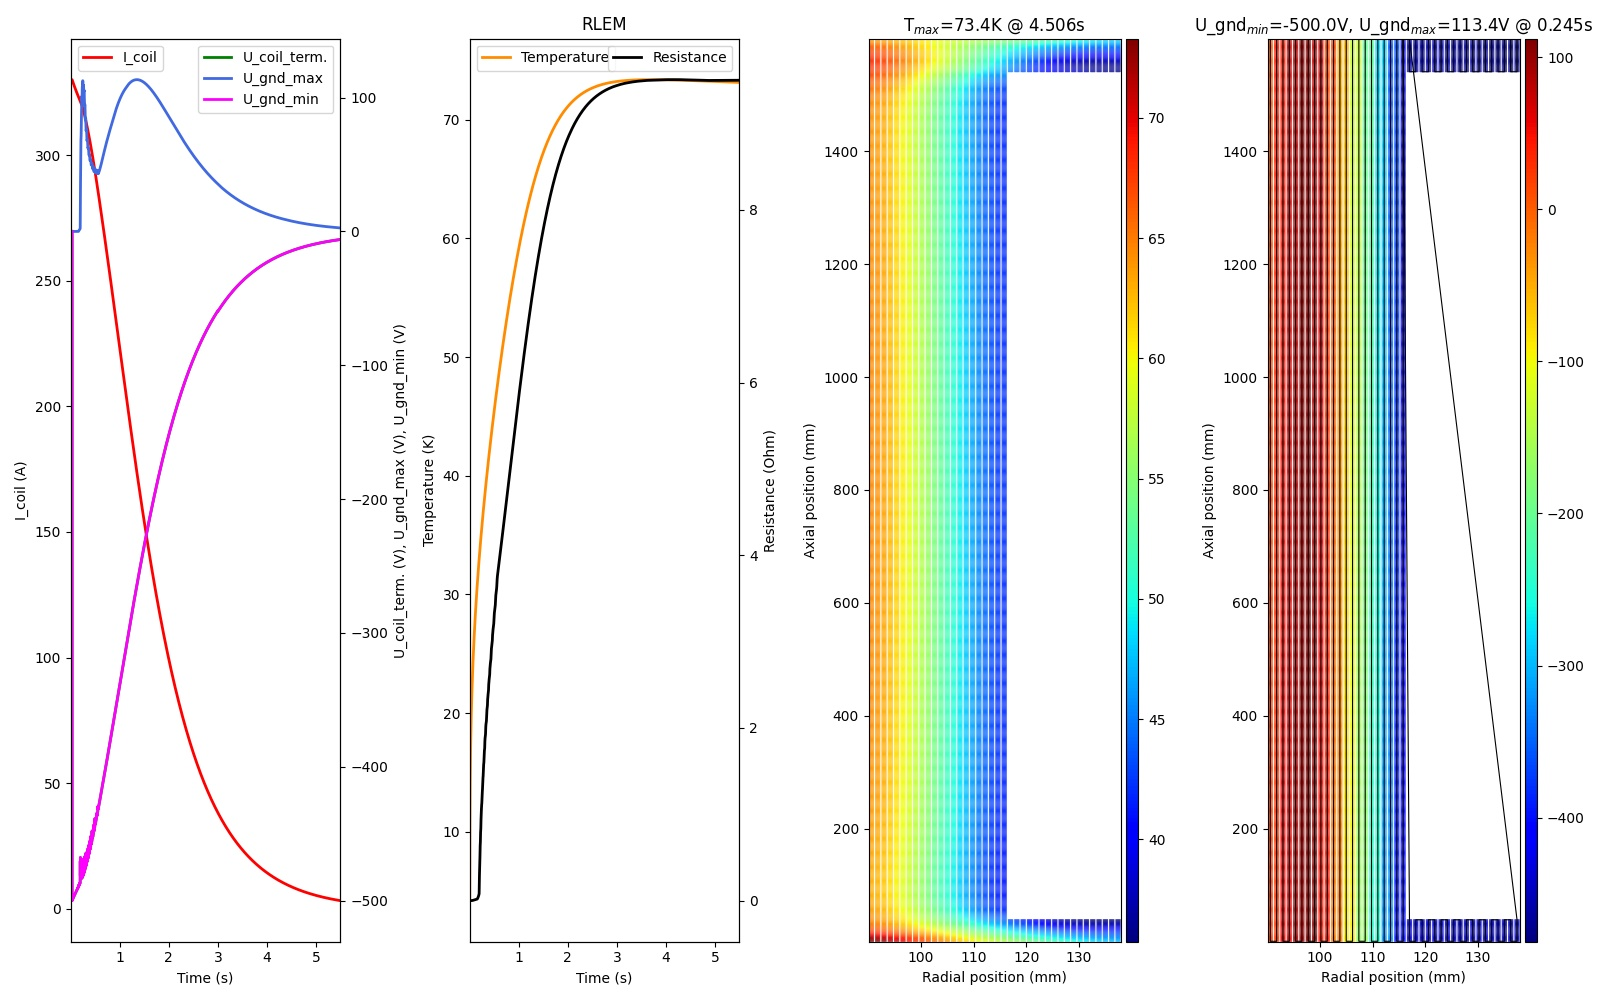 RLEM
T_max=73.4K @ 4.506s
U_gnd_min=-500.0V, U_gnd_max=113.4V @ 0.245s
I_coil
U_coil_term.
U_gnd_max
U_gnd_min
300
250
200
150
100
50
0
I_coil (A)
1 2 3 4 5
Time (s)
100
0
−100
−200
−300
−400
−500
U_coil_term. (V), U_gnd_max (V), U_gnd_min (V)
Temperature
Resistance
70
60
50
40
30
20
10
Temperature (K)
1 2 3 4 5
Time (s)
8
6
4
2
0
Resistance (Ohm)
1400
1200
1000
800
600
400
200
Axial position (mm)
100 110 120 130
Radial position (mm)
70
65
60
55
50
45
40
1400
1200
1000
800
600
400
200
Axial position (mm)
100 110 120 130
Radial position (mm)
100
0
−100
−200
−300
−400